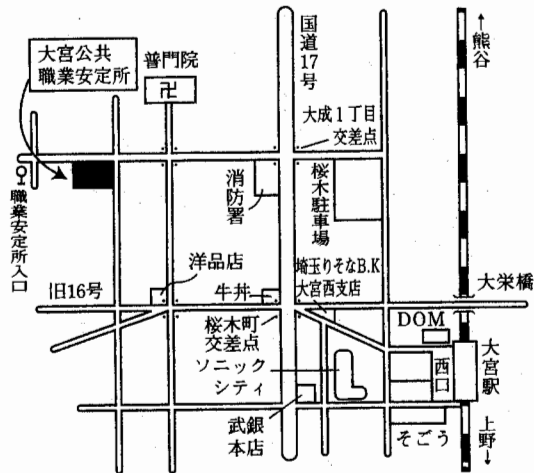 大宮公共
職業安定所
普門院
卍
国道17号
↑熊谷
大成1丁目
交差点
職業安定所入口
消防署
桜木駐車場
洋品店
牛丼
埼玉りそなB.K
大宮西支店
旧16号
大栄橋
桜木町
交差点
DOM
ソニック
シティ
西口
大宮駅
武銀
本店
そごう
上野↓